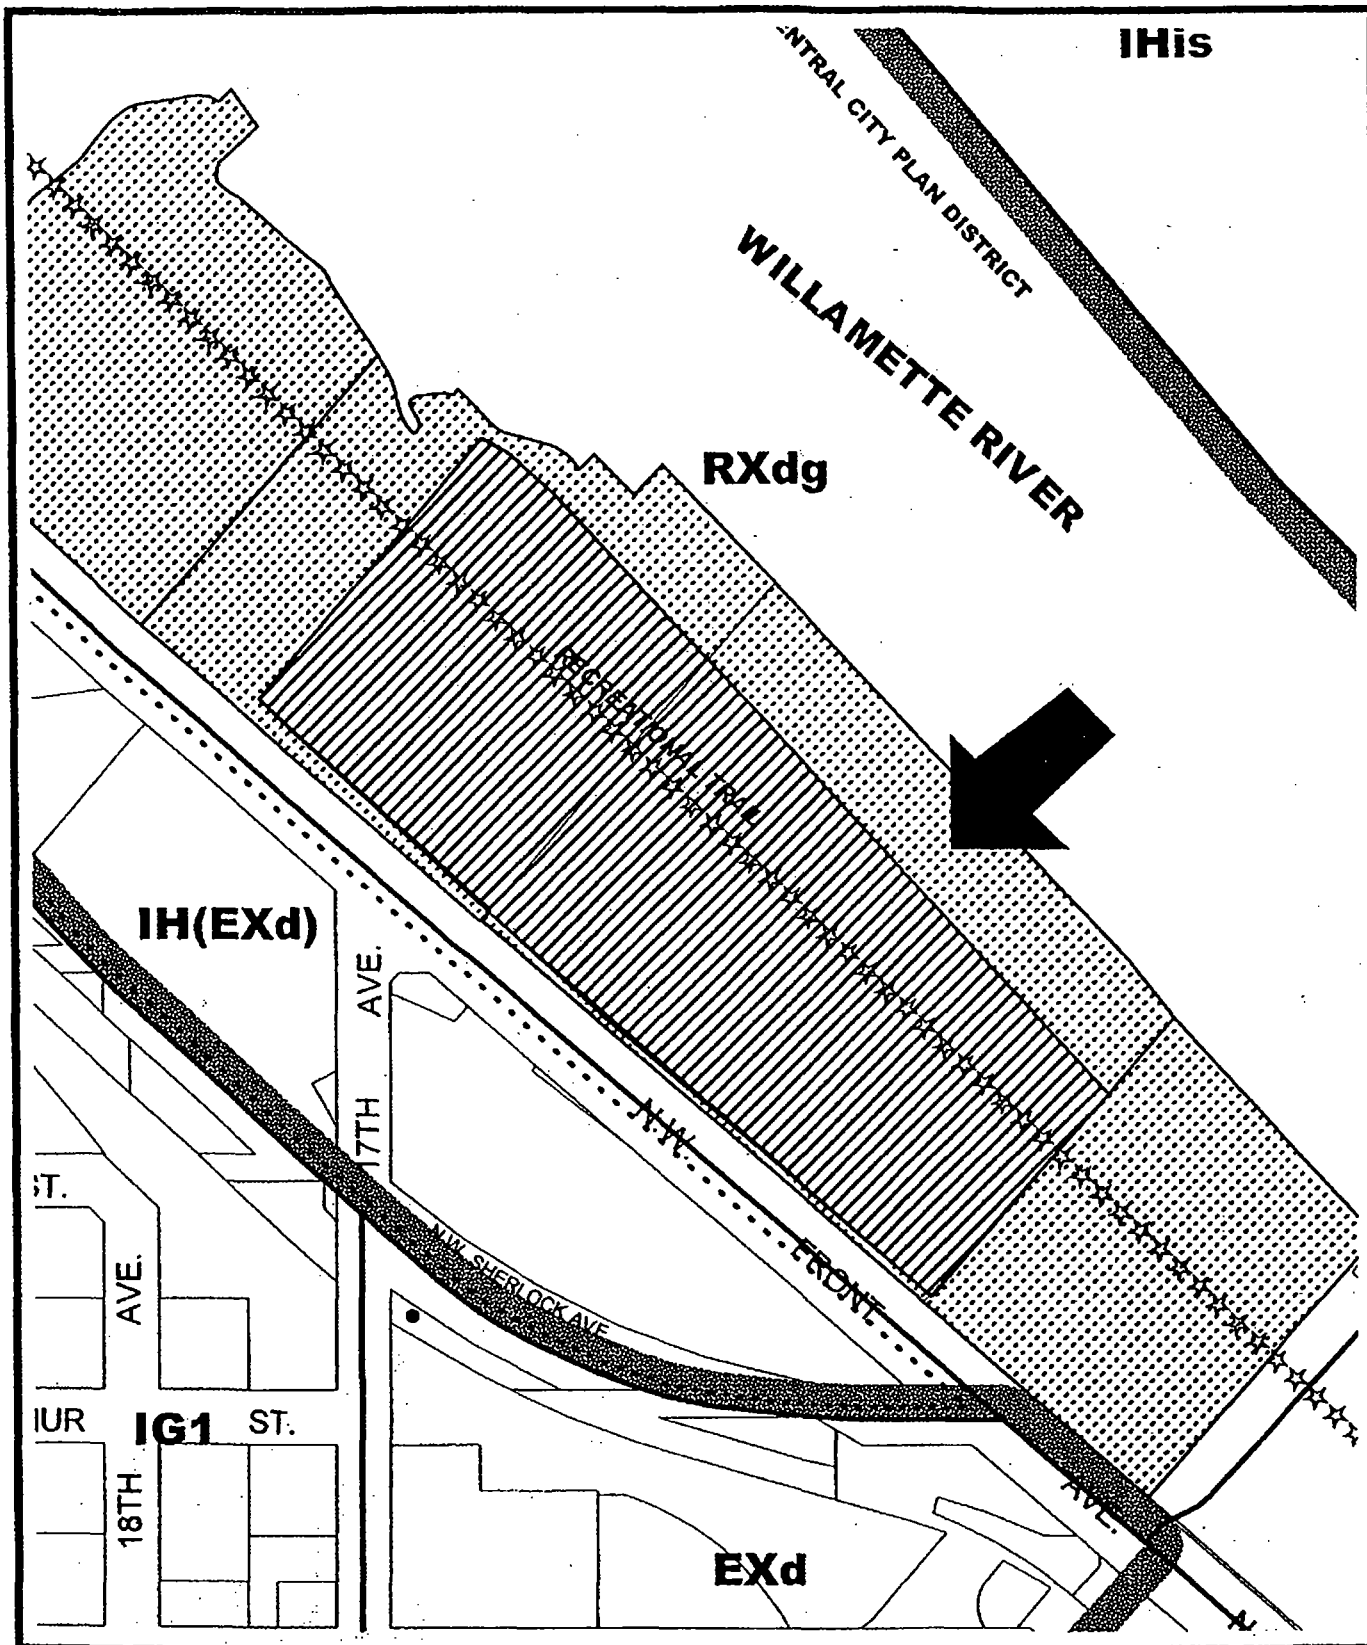 IHis
CENTRAL CITY PLAN DISTRICT
WILLAMETTE RIVER
RXdg
RECREATIONAL TRAIL
IH(EXd)
17TH AVE.
N.W. FRONT AVE.
ST.
N.W. SHERLOCK AVE.
18TH AVE.
IG1
ST.
EXd